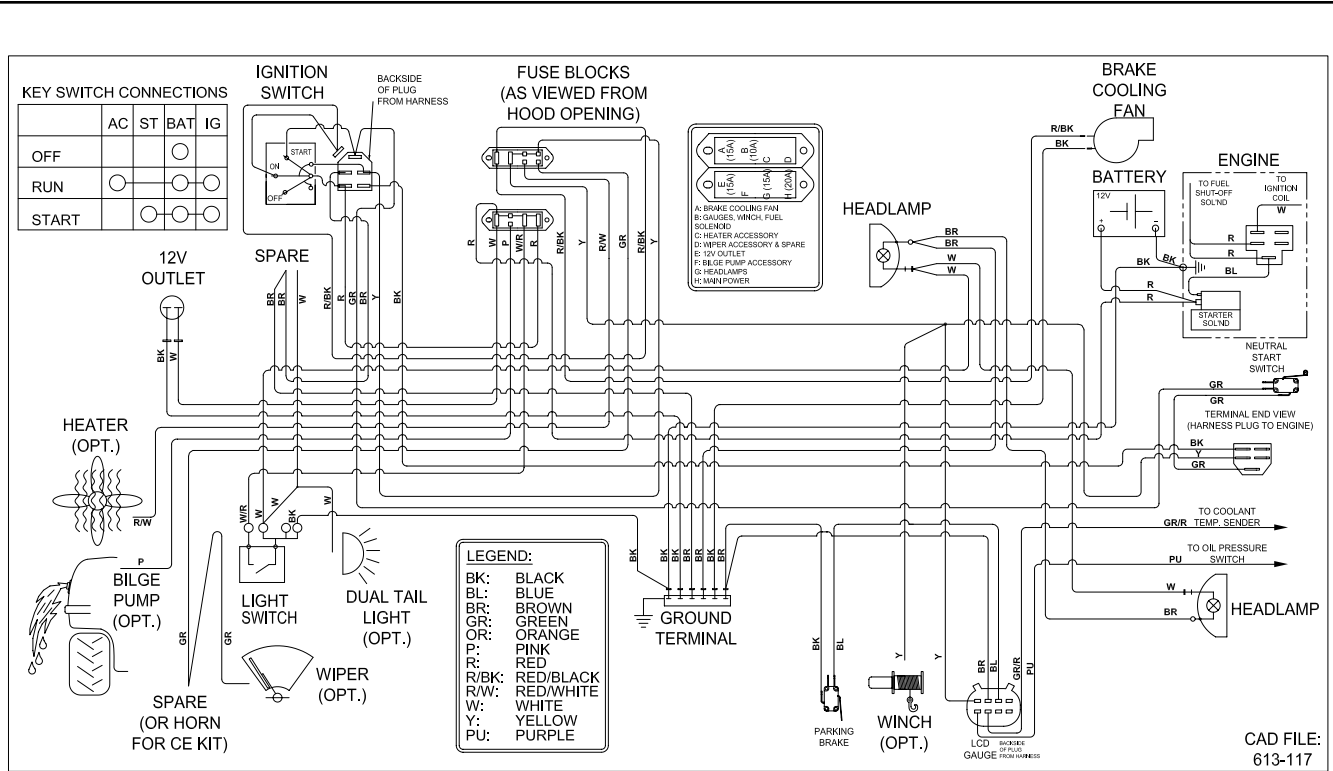 KEY SWITCH CONNECTIONS
AC ST BAT IG
OFF
RUN
START
IGNITION
SWITCH
BACKSIDE
OF PLUG
FROM HARNESS
START
ON
OFF
FUSE BLOCKS
(AS VIEWED FROM
HOOD OPENING)
A (15A)
B (10A)
C
D
E (15A)
F
G (15A)
H (20A)
A: BRAKE COOLING FAN
B: GAUGES, WINCH, FUEL
SOLENOID
C: HEATER ACCESSORY
D: WIPER ACCESSORY & SPARE
E: 12V OUTLET
F: BILGE PUMP ACCESSORY
G: HEADLAMPS
H: MAIN POWER
BRAKE
COOLING
FAN
R/BK
BK
BATTERY
12V
+ -
ENGINE
TO FUEL
SHUT-OFF
SOL'ND
TO
IGNITION
COIL
W
R
R
BL
BK
BK
R
R
STARTER
SOL'ND
HEADLAMP
BR
BR
W
W
NEUTRAL
START
SWITCH
GR
GR
TERMINAL END VIEW
(HARNESS PLUG TO ENGINE)
BK
Y
GR
12V
OUTLET
BK
W
SPARE
BR
BR
W
R/BK
R
GR
BR
Y
BK
R
W
P
W/R
R
R/BK
Y
R/W
GR
R/BK
Y
HEATER
(OPT.)
R/W
P
BILGE
PUMP
(OPT.)
GR
GR
SPARE
(OR HORN
FOR CE KIT)
W/R
W
W
BK
W
LIGHT
SWITCH
DUAL TAIL
LIGHT
(OPT.)
WIPER
(OPT.)
LEGEND:
BK: BLACK
BL: BLUE
BR: BROWN
GR: GREEN
OR: ORANGE
P: PINK
R: RED
R/BK: RED/BLACK
R/W: RED/WHITE
W: WHITE
Y: YELLOW
PU: PURPLE
BK
BK
BK
BR
BR
BK
BR
GROUND
TERMINAL
BK
BL
PARKING
BRAKE
Y
WINCH
(OPT.)
Y
BR
BL
GR/R
PU
LCD
GAUGE
BACKSIDE
OF PLUG
FROM HARNESS
TO COOLANT
GR/R TEMP. SENDER
TO OIL PRESSURE
PU SWITCH
W
BR
HEADLAMP
CAD FILE:
613-117